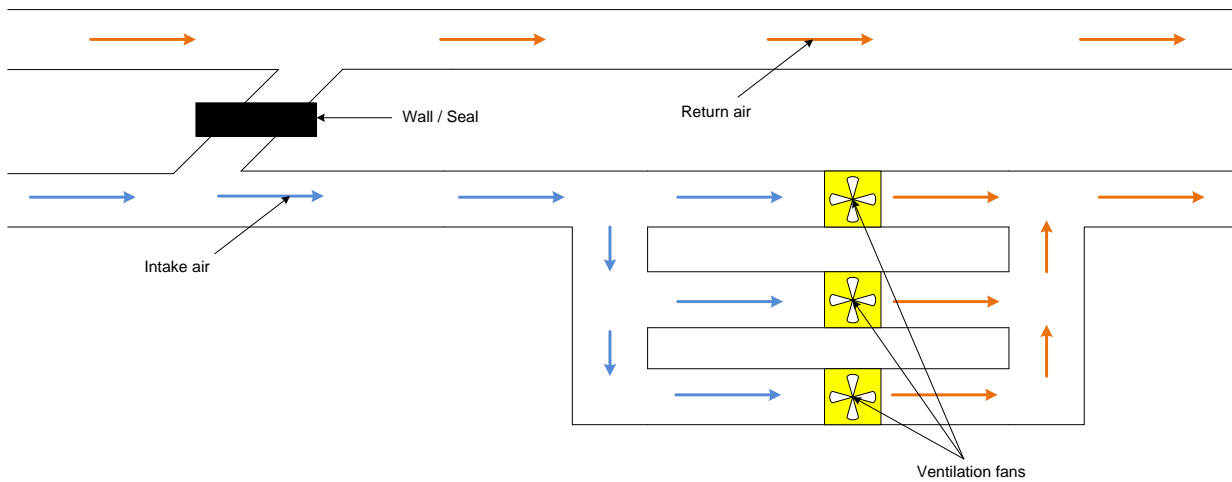 Wall / Seal
Return air
Intake air
Ventilation fans